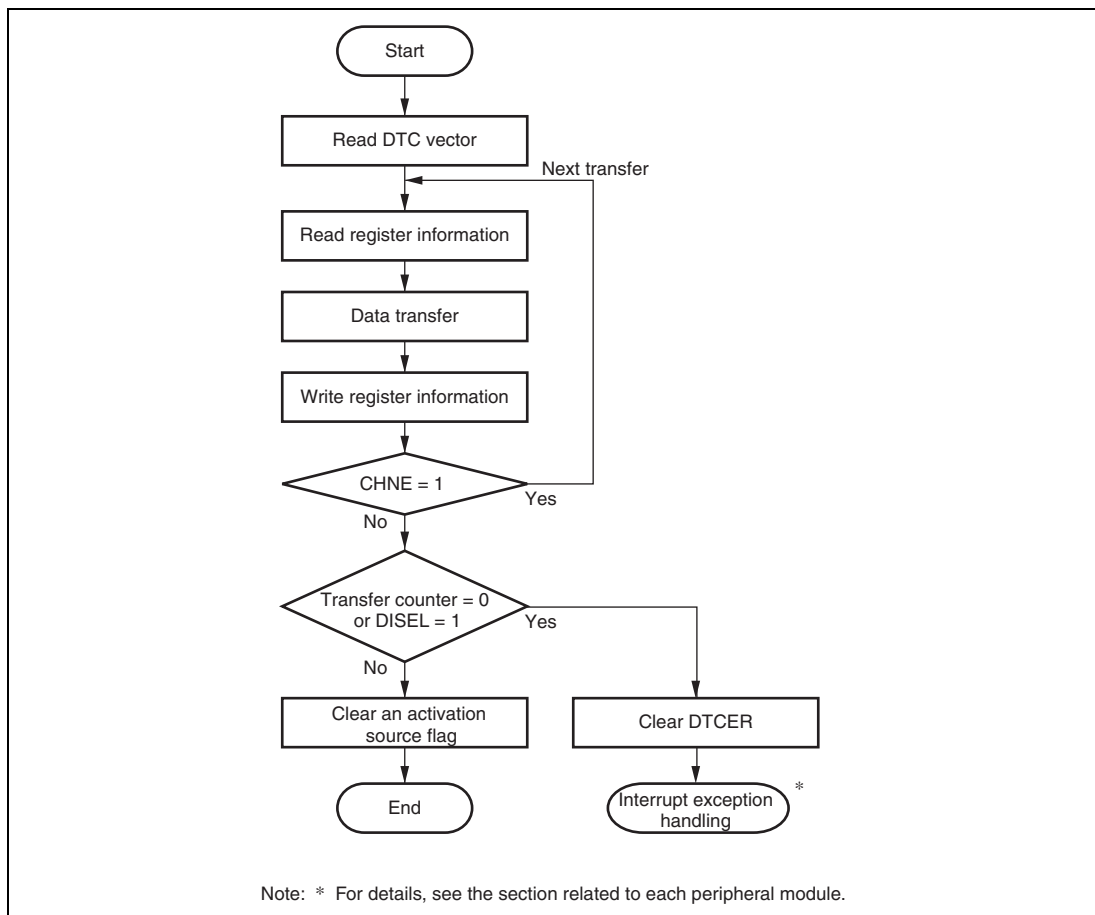 Start
Read DTC vector
Next transfer
Read register information
Data transfer
Write register information
CHNE = 1
Yes
No
Transfer counter = 0
or DISEL = 1
Yes
No
Clear an activation
source flag
Clear DTCER
End
Interrupt exception
handling
*
Note: * For details, see the section related to each peripheral module.